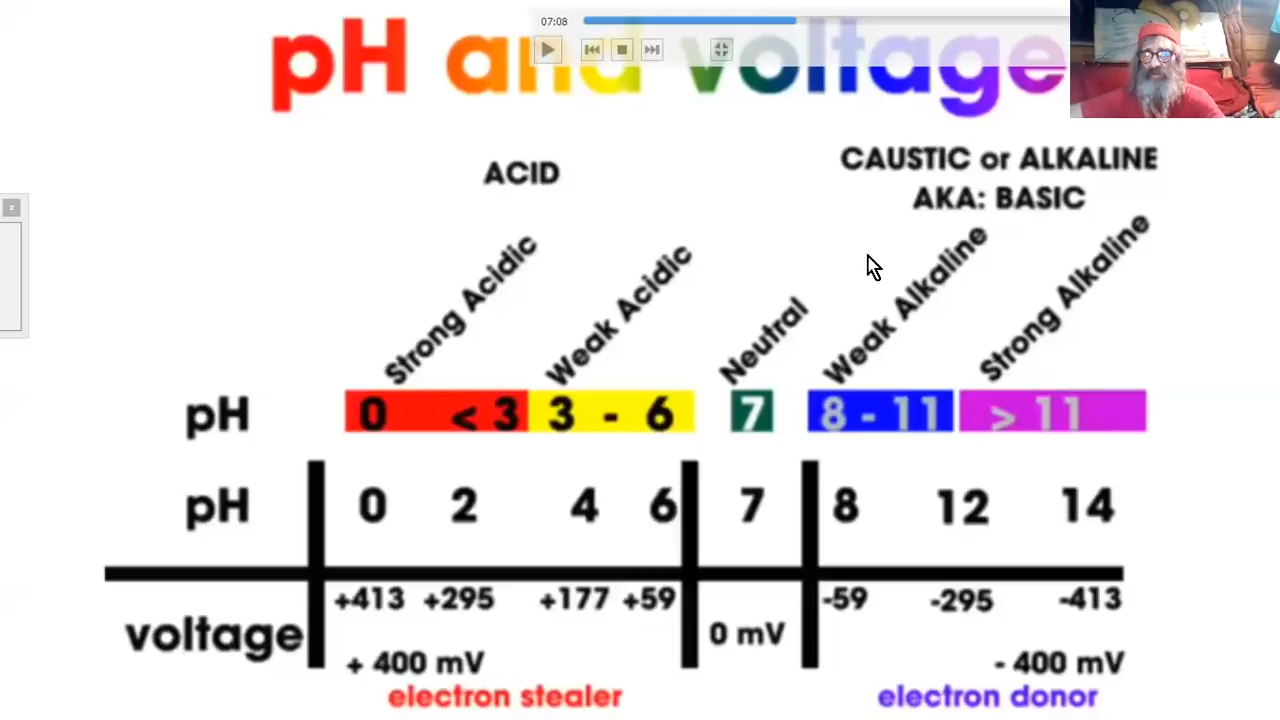 07:08
pH and voltage
ACID
CAUSTIC or ALKALINE
AKA: BASIC
Strong Acidic
Weak Acidic
Neutral
Weak Alkaline
Strong Alkaline
pH 0 < 3 3 - 6 7 8 - 11 > 11
pH 0 2 4 6 7 8 12 14
voltage +413 +295 +177 +59 0 mV -59 -295 -413
+ 400 mV - 400 mV
electron stealer electron donor